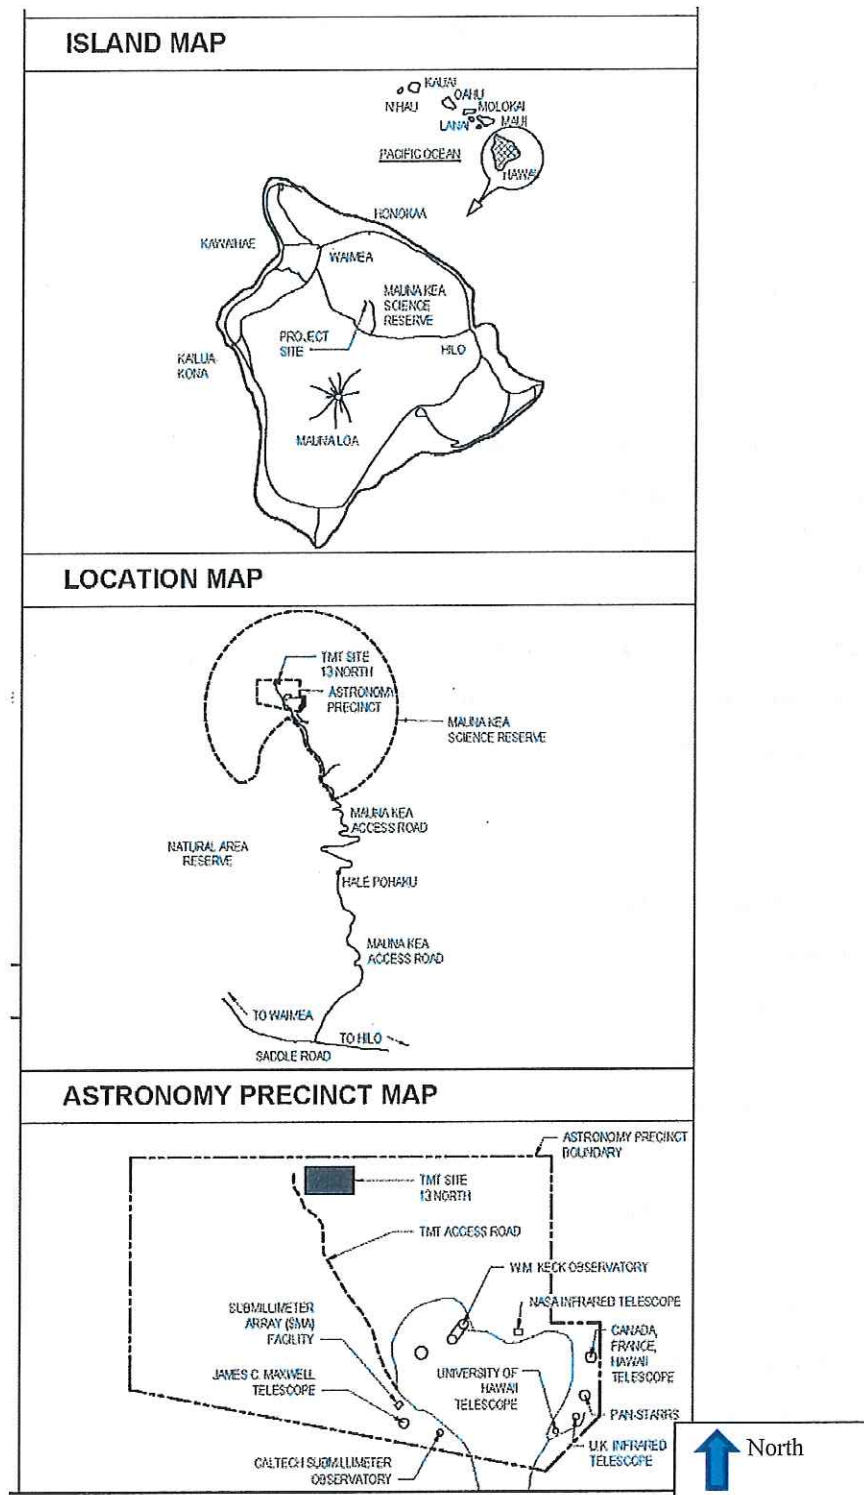 ISLAND MAP
KAUAI
NIHAU
OAHU
MOLOKAI
LANAI
MAUI
PACIFIC OCEAN
HAWAII
HONOKAA
KAWAIHAE
WAIMEA
MAUNA KEA
SCIENCE
RESERVE
PROJECT
SITE
HILO
KAILUA
KONA
MAUNA LOA
LOCATION MAP
TMT SITE
13 NORTH
ASTRONOMY
PRECINCT
MAUNA KEA
SCIENCE RESERVE
MAUNA KEA
ACCESS ROAD
NATURAL AREA
RESERVE
HALE POHAKU
MAUNA KEA
ACCESS ROAD
TO WAIMEA
TO HILO
SADDLE ROAD
ASTRONOMY PRECINCT MAP
ASTRONOMY PRECINCT
BOUNDARY
TMT SITE
13 NORTH
TMT ACCESS ROAD
W.M. KECK OBSERVATORY
NASA INFRARED TELESCOPE
SUBMILLIMETER
ARRAY (SMA)
FACILITY
CANADA,
FRANCE,
HAWAII
TELESCOPE
JAMES C. MAXWELL
TELESCOPE
UNIVERSITY OF
HAWAII
TELESCOPE
PAN-STARRS
U.K. INFRARED
TELESCOPE
CALTECH SUBMILLIMETER
OBSERVATORY
North